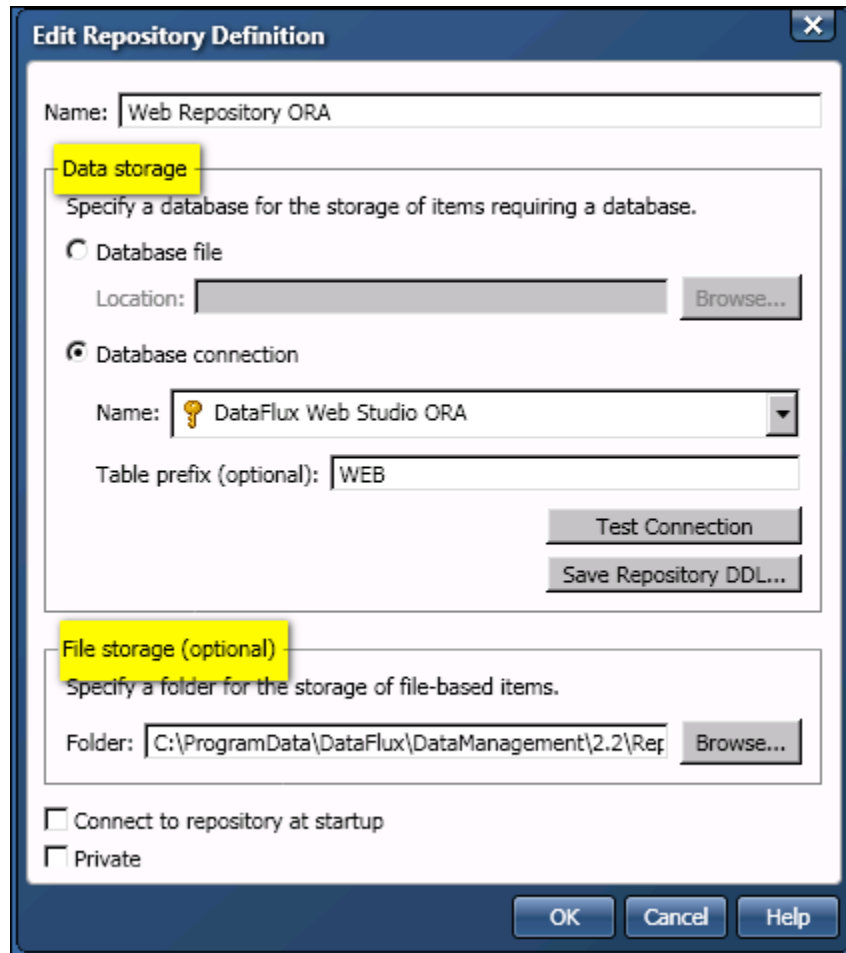 Edit Repository Definition
Name: Web Repository ORA
Data storage
Specify a database for the storage of items requiring a database.
Database file
Location: Browse...
Database connection
Name: DataFlux Web Studio ORA
Table prefix (optional): WEB
Test Connection
Save Repository DDL...
File storage (optional)
Specify a folder for the storage of file-based items.
Folder: C:\ProgramData\DataFlux\DataManagement\2.2\Rep Browse...
Connect to repository at startup
Private
OK Cancel Help